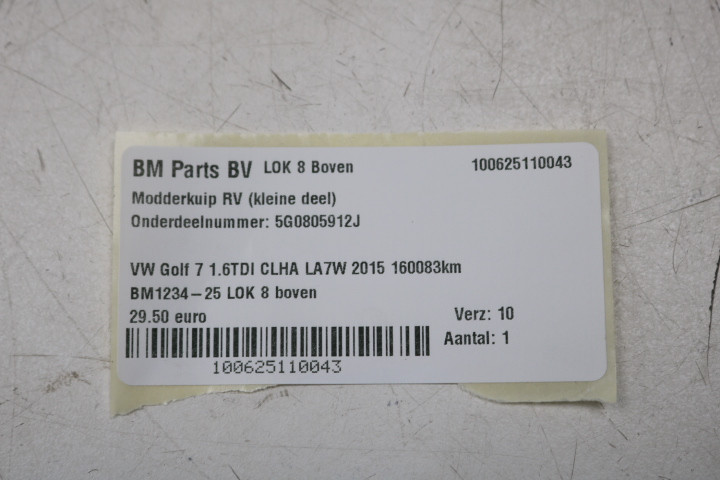 BM Parts BV LOK 8 Boven 100625110043
Modderkuip RV (kleine deel)
Onderdeelnummer: 5G0805912J
VW Golf 7 1.6TDI CLHA LA7W 2015 160083km
BM1234-25 LOK 8 boven
29.50 euro Verz: 10
Aantal: 1
100625110043